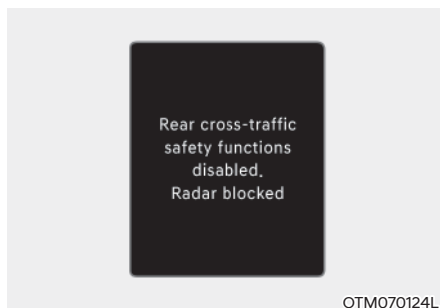 Rear cross-traffic
safety functions
disabled.
Radar blocked
OTM070124L